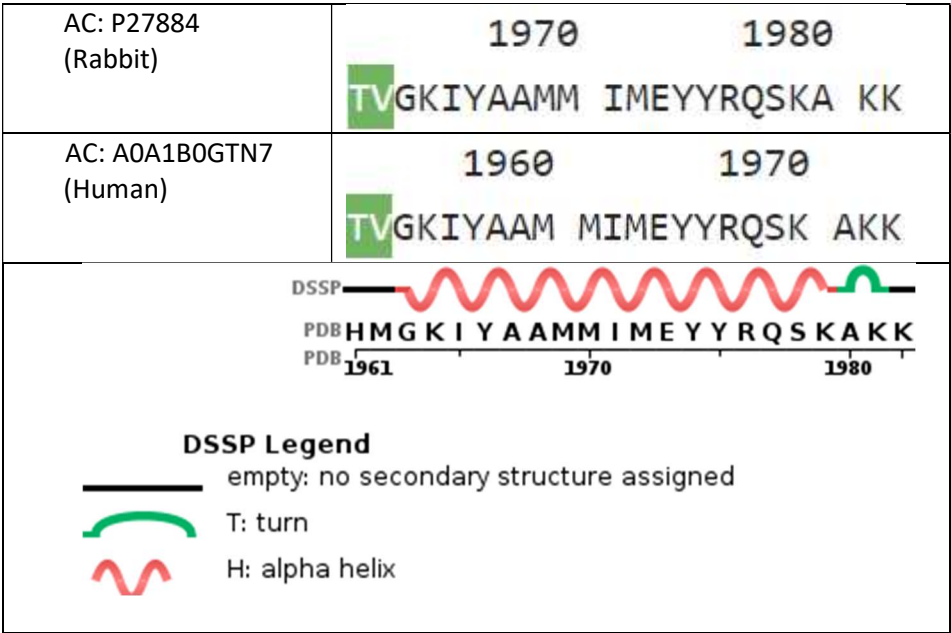 AC: P27884
(Rabbit)
1970 1980
TVGKIYAAMM IMEYYRQSKA KK
AC: A0A1B0GTN7
(Human)
1960 1970
TVGKIYAAM MIMEYYRQSK AKK
DSSP
PDB HMGKIYAAMMIMEYYRQSKAKK
PDB 1961 1970 1980
DSSP Legend
empty: no secondary structure assigned
T: turn
H: alpha helix